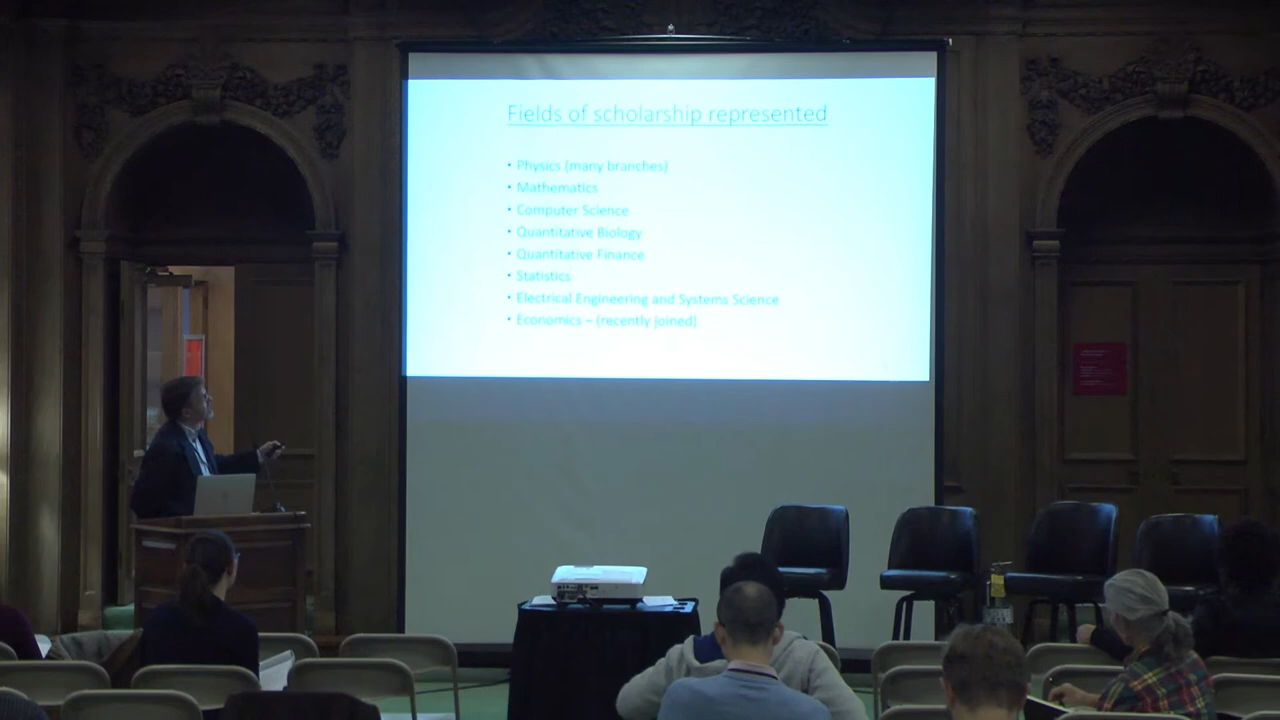 Fields of scholarship represented
• Physics (many branches)
• Mathematics
• Computer Science
• Quantitative Biology
• Quantitative Finance
• Statistics
• Electrical Engineering and Systems Science
• Economics – (recently joined)